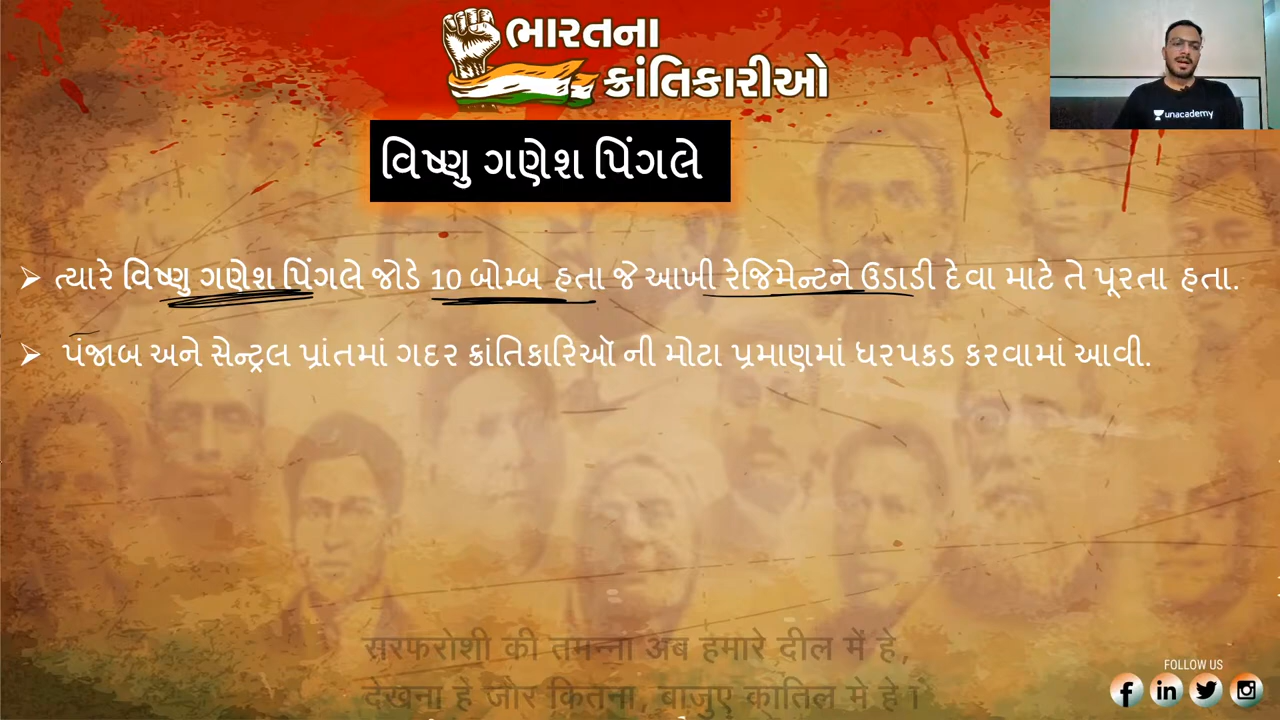 ભારતના
ક્રાંતિકારીઓ
unacademy
વિષ્ણુ ગણેશ પિંગલે
➢ ત્યારે વિષ્ણુ ગણેશ પિંગલે જોડે 10 બોમ્બ હતા જે આખી રેજિમેન્ટને ઉડાડી દેવા માટે તે પૂરતા હતા.
➢ પંજાબ અને સેન્ટ્રલ પ્રાંતમાં ગદર ક્રાંતિકારિઑ ની મોટા પ્રમાણમાં ધરપકડ કરવામાં આવી.
सरफरोशी की तमन्ना अब हमारे दील में हे,
देखना हे जोर कितना, बाजुए कातिल मे हे ।
FOLLOW US